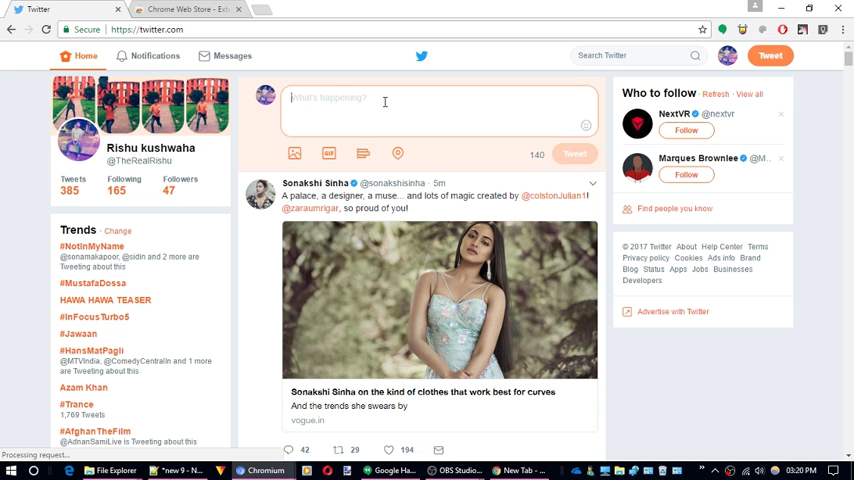 Twitter
Chrome Web Store - Ext
Secure https://twitter.com
Home
Notifications
Messages
Search Twitter
Tweet
What's happening?
140
Tweet
Rishu kushwaha
@TheRealRishu
Tweets Following Followers
385 165 47
Trends · Change
#NotInMyName
@sonamakapoor, @sidin and 2 more are
Tweeting about this
#MustafaDossa
HAWA HAWA TEASER
#InFocusTurbo5
#Jawaan
#HansMatPagli
@MTVIndia, @ComedyCentralIn and 1 more
are Tweeting about this
Azam Khan
#Trance
1,769 Tweets
#AfghanTheFilm
@AdnanSamiLive is Tweeting about this
Sonakshi Sinha @sonakshisinha · 5m
A palace, a designer, a muse... and lots of magic created by @colstonJulian1!
@zaraumrigar, so proud of you!
Sonakshi Sinha on the kind of clothes that work best for curves
And the trends she swears by
vogue.in
42 29 194
Who to follow · Refresh · View all
NextVR @nextvr
Follow
Marques Brownlee @M...
Follow
Find people you know
© 2017 Twitter About Help Center Terms
Privacy policy Cookies Ads info Brand
Blog Status Apps Jobs Businesses
Developers
Advertise with Twitter
Processing request...
File Explorer
*new 9 - N...
Chromium
Google Ha...
OBS Studio...
New Tab - ...
03:20 PM